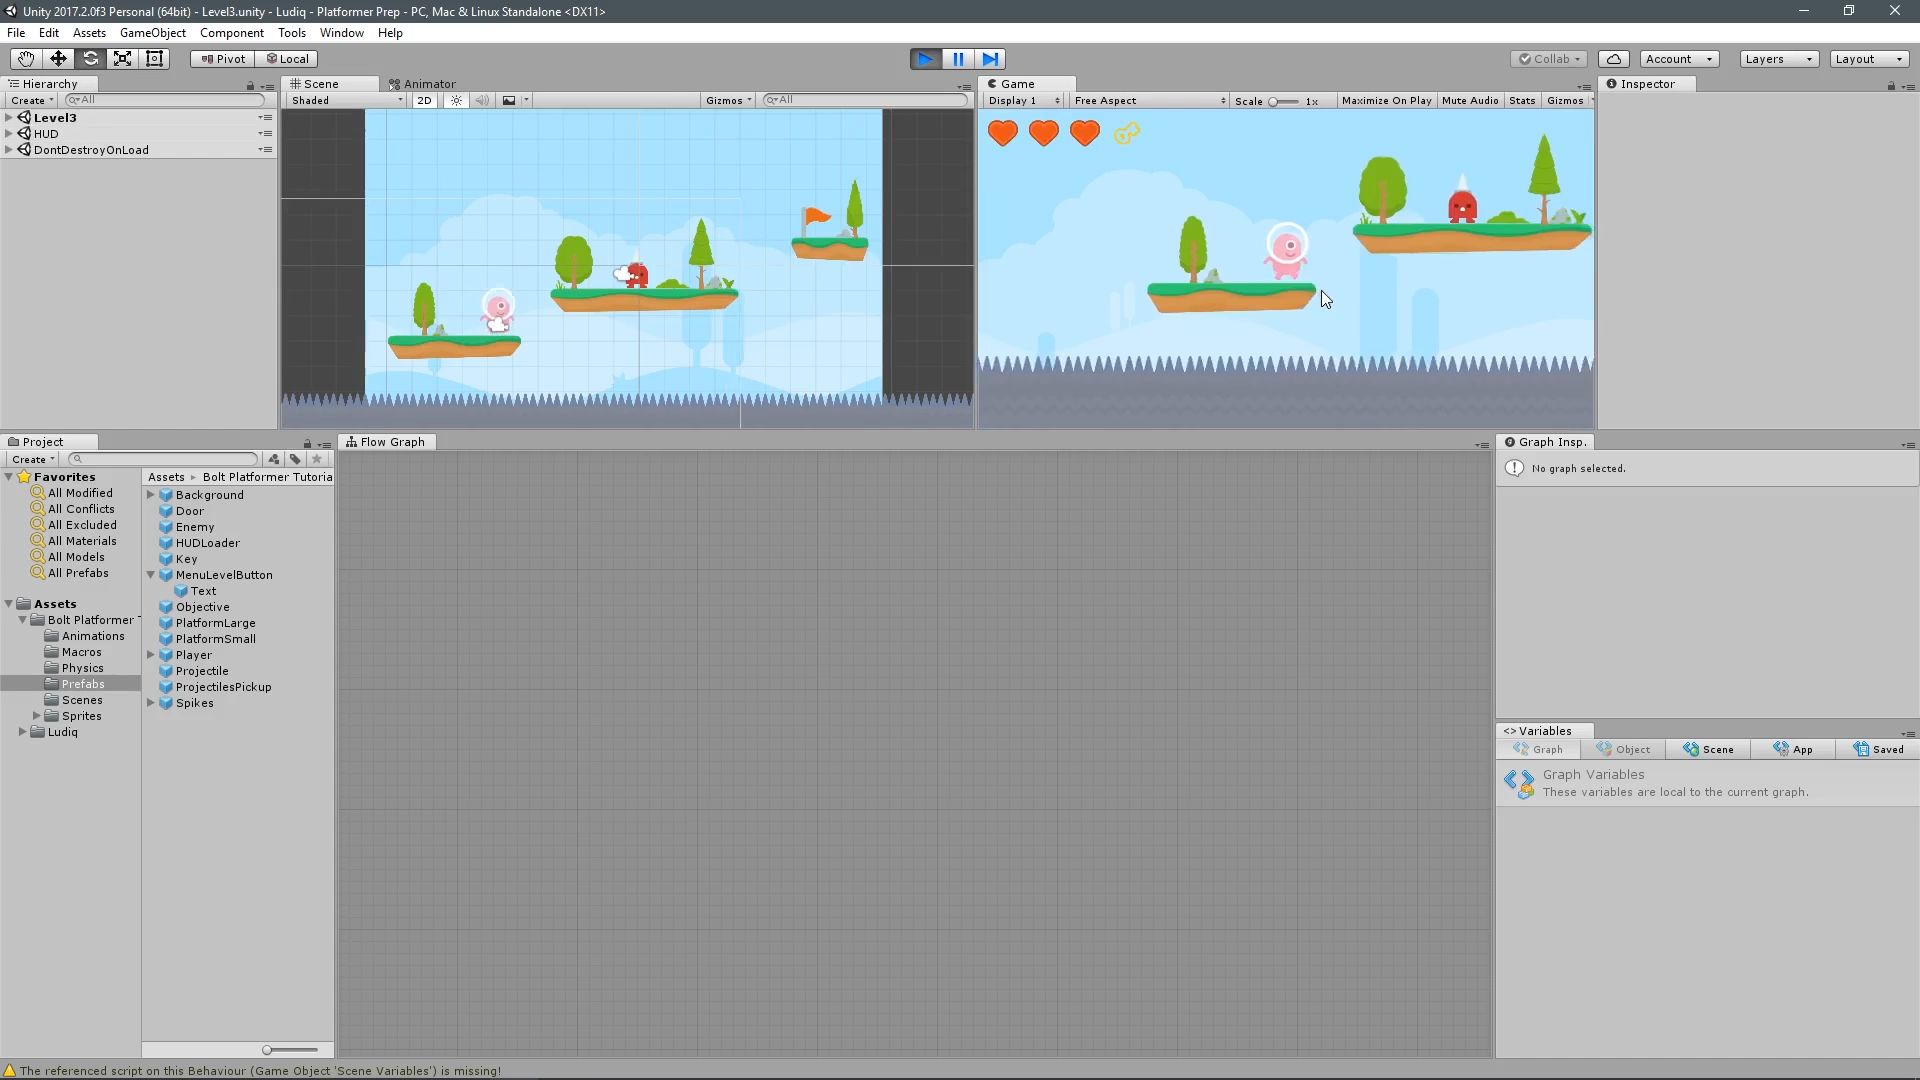 Unity 2017.2.0f3 Personal (64bit) - Level3.unity - Ludiq - Platformer Prep - PC, Mac & Linux Standalone <DX11>
File Edit Assets GameObject Component Tools Window Help
Pivot Local
Collab Account Layers Layout
Hierarchy
Create All
Level3
HUD
DontDestroyOnLoad
Scene Animator
Shaded 2D Gizmos All
Game
Display 1 Free Aspect Scale 1x Maximize On Play Mute Audio Stats Gizmos
Inspector
Project
Create
Favorites
All Modified
All Conflicts
All Excluded
All Materials
All Models
All Prefabs
Assets
Bolt Platformer T
Animations
Macros
Physics
Prefabs
Scenes
Sprites
Ludiq
Assets Bolt Platformer Tutoria
Background
Door
Enemy
HUDLoader
Key
MenuLevelButton
Text
Objective
PlatformLarge
PlatformSmall
Player
Projectile
ProjectilesPickup
Spikes
Flow Graph
Graph Insp.
No graph selected.
<> Variables
Graph Object Scene App Saved
Graph Variables
These variables are local to the current graph.
The referenced script on this Behaviour (Game Object 'Scene Variables') is missing!